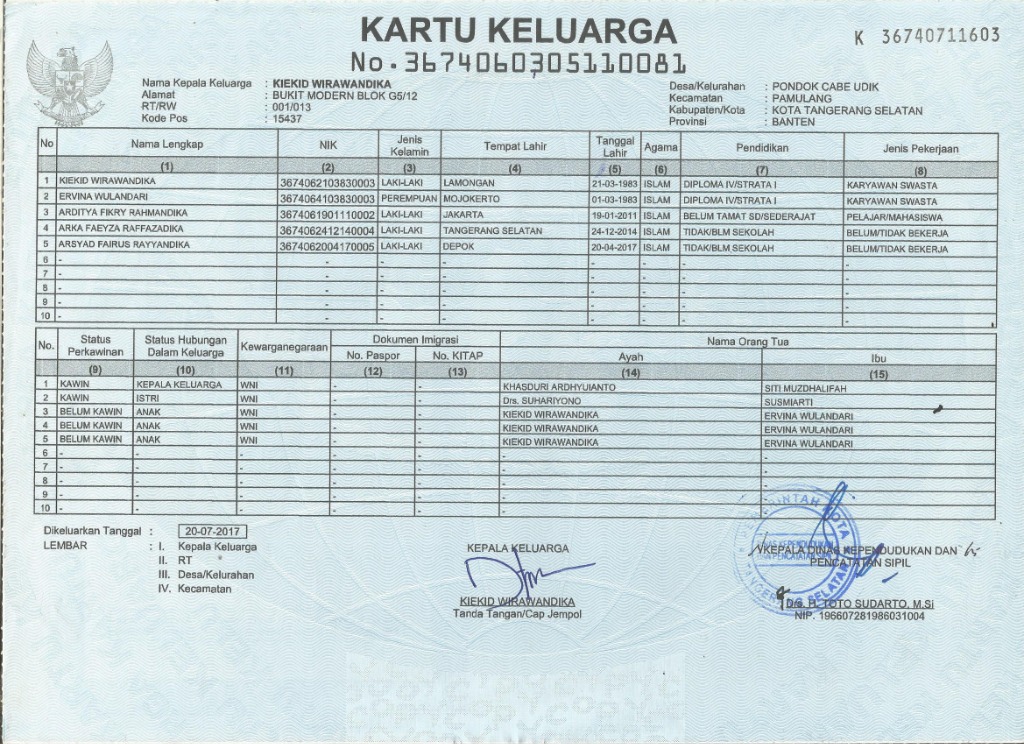 KARTU KELUARGA
No. 3674060305110081
K 36740711603
Nama Kepala Keluarga : KIEKID WIRAWANDIKA
Alamat : BUKIT MODERN BLOK G5/12
RT/RW : 001/013
Kode Pos : 15437
Desa/Kelurahan : PONDOK CABE UDIK
Kecamatan : PAMULANG
Kabupaten/Kota : KOTA TANGERANG SELATAN
Provinsi : BANTEN
No Nama Lengkap NIK Jenis Kelamin Tempat Lahir Tanggal Lahir Agama Pendidikan Jenis Pekerjaan
(1) (2) (3) (4) (5) (6) (7) (8)
1 KIEKID WIRAWANDIKA 3674062103830003 LAKI-LAKI LAMONGAN 21-03-1983 ISLAM DIPLOMA IV/STRATA I KARYAWAN SWASTA
2 ERVINA WULANDARI 3674064103830003 PEREMPUAN MOJOKERTO 01-03-1983 ISLAM DIPLOMA IV/STRATA I KARYAWAN SWASTA
3 ARDITYA FIKRY RAHMANDIKA 3674061901110002 LAKI-LAKI JAKARTA 19-01-2011 ISLAM BELUM TAMAT SD/SEDERAJAT PELAJAR/MAHASISWA
4 ARKA FAEYZA RAFFAZADIKA 3674062412140004 LAKI-LAKI TANGERANG SELATAN 24-12-2014 ISLAM TIDAK/BLM SEKOLAH BELUM/TIDAK BEKERJA
5 ARSYAD FAIRUS RAYYANDIKA 3674062004170005 LAKI-LAKI DEPOK 20-04-2017 ISLAM TIDAK/BLM SEKOLAH BELUM/TIDAK BEKERJA
6 - - - - - - - -
7 - - - - - - - -
8 - - - - - - - -
9 - - - - - - - -
10 - - - - - - - -
No. Status Perkawinan Status Hubungan Dalam Keluarga Kewarganegaraan Dokumen Imigrasi Nama Orang Tua
No. Paspor No. KITAP Ayah Ibu
(9) (10) (11) (12) (13) (14) (15)
1 KAWIN KEPALA KELUARGA WNI - - KHASDURI ARDHYUIANTO SITI MUZDHALIFAH
2 KAWIN ISTRI WNI - - Drs. SUHARIYONO SUSMIARTI
3 BELUM KAWIN ANAK WNI - - KIEKID WIRAWANDIKA ERVINA WULANDARI
4 BELUM KAWIN ANAK WNI - - KIEKID WIRAWANDIKA ERVINA WULANDARI
5 BELUM KAWIN ANAK WNI - - KIEKID WIRAWANDIKA ERVINA WULANDARI
6 - - - - - - -
7 - - - - - - -
8 - - - - - - -
9 - - - - - - -
10 - - - - - - -
Dikeluarkan Tanggal : 20-07-2017
LEMBAR : I. Kepala Keluarga
II. RT
III. Desa/Kelurahan
IV. Kecamatan
KEPALA KELUARGA
KIEKID WIRAWANDIKA
Tanda Tangan/Cap Jempol
KEPALA DINAS KEPENDUDUKAN DAN
PENCATATAN SIPIL
Drs. H. TOTO SUDARTO, M.Si
NIP. 196607281986031004